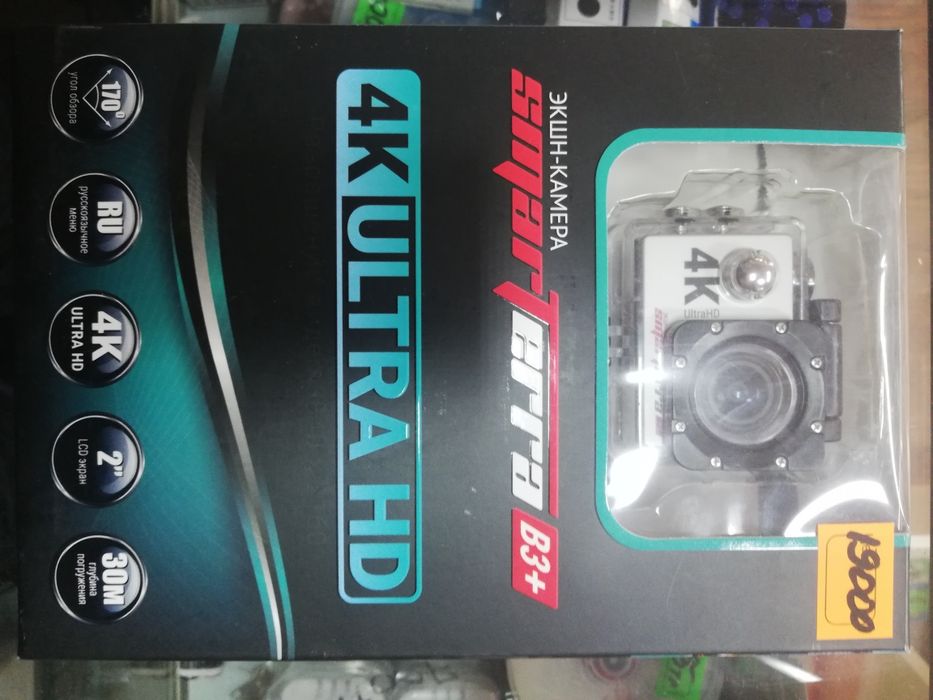 4K
UltraHD
19000
ЭКШН-КАМЕРА
smarTerra B3+
4K ULTRA HD
170°
угол обзора
RU
русскоязычное
меню
4K
ULTRA HD
2"
LCD экран
30М
глубина
погружения